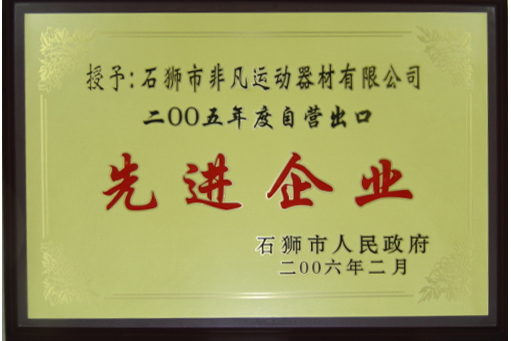 授予:石狮市非凡运动器材有限公司
二OO五年度自营出口
先进企业
石狮市人民政府
二00六年二月